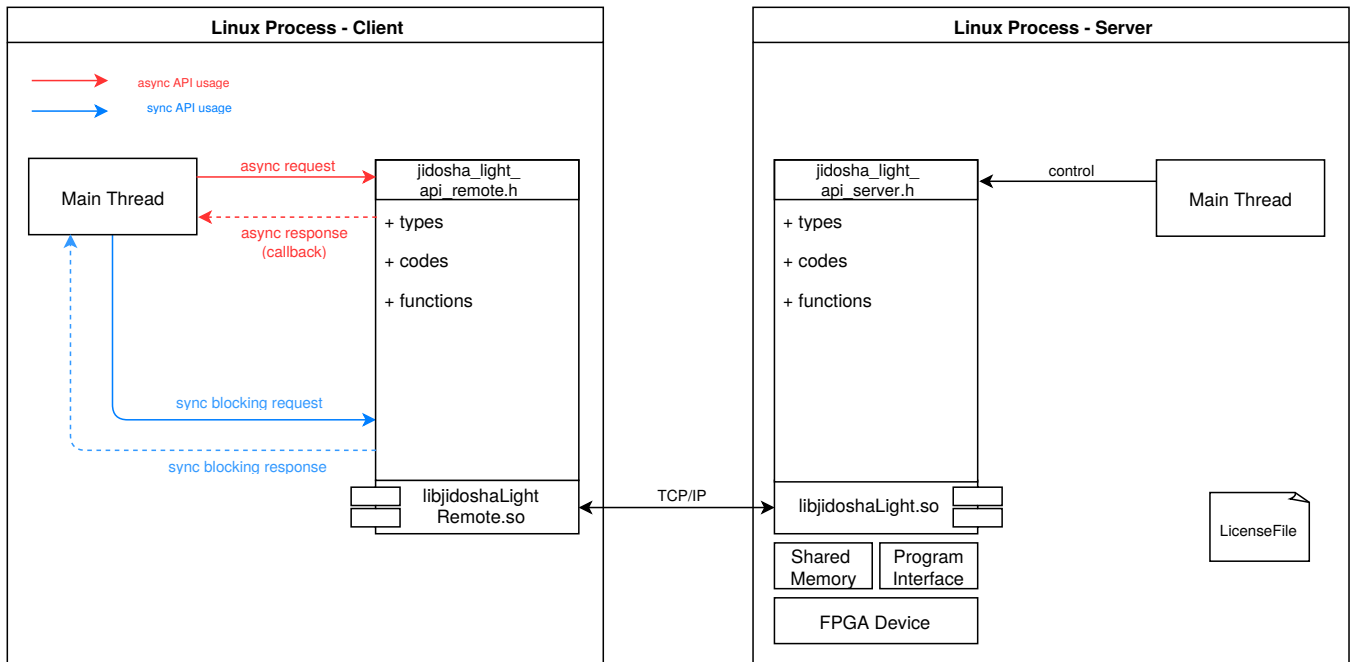 Linux Process - Client
async API usage
sync API usage
Main Thread
async request
async response
(callback)
sync blocking request
sync blocking response
jidosha_light_
api_remote.h
+ types
+ codes
+ functions
libjidoshaLight
Remote.so
TCP/IP
Linux Process - Server
jidosha_light_
api_server.h
+ types
+ codes
+ functions
control
Main Thread
libjidoshaLight.so
Shared
Memory
Program
Interface
FPGA Device
LicenseFile